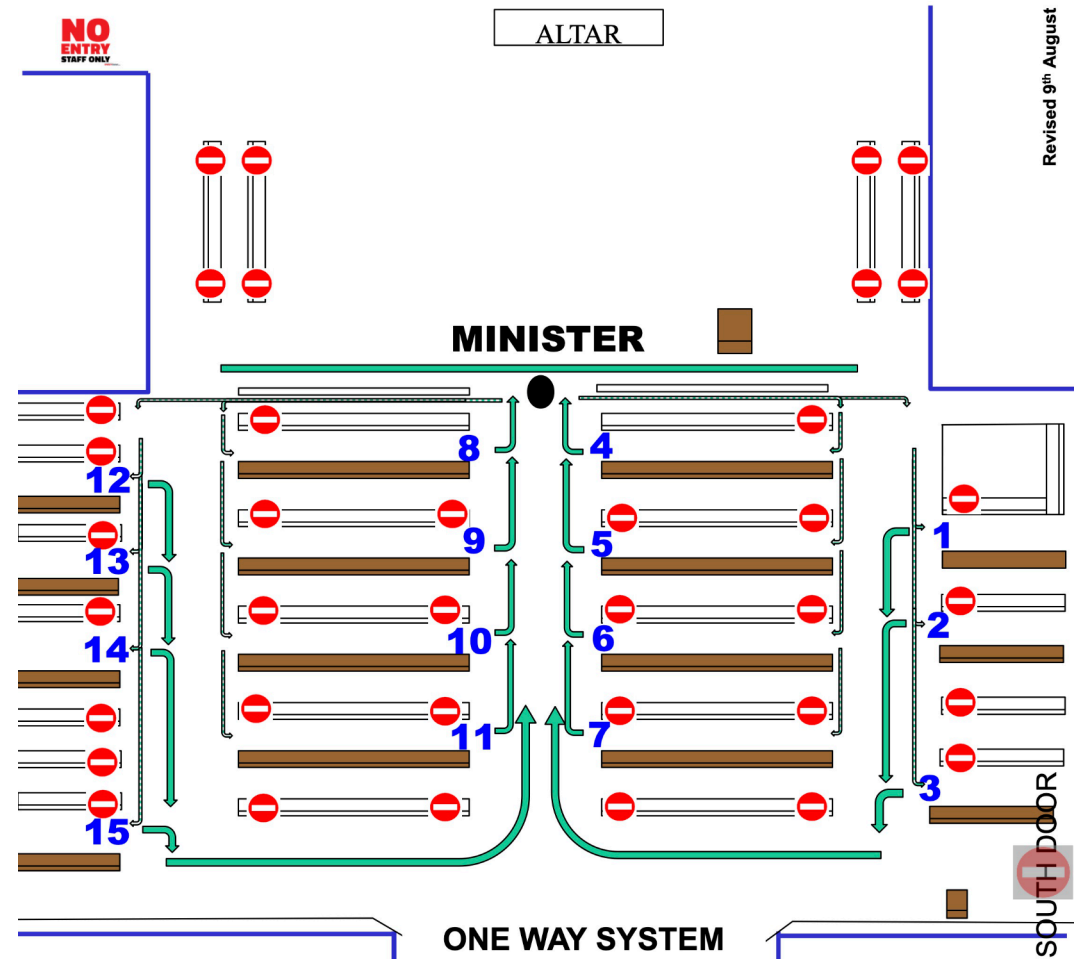 NO
ENTRY
STAFF ONLY
ALTAR
Revised 9th August
MINISTER
8
4
12
9
5
1
13
10
6
2
14
11
7
3
15
SOUTH DOOR
ONE WAY SYSTEM